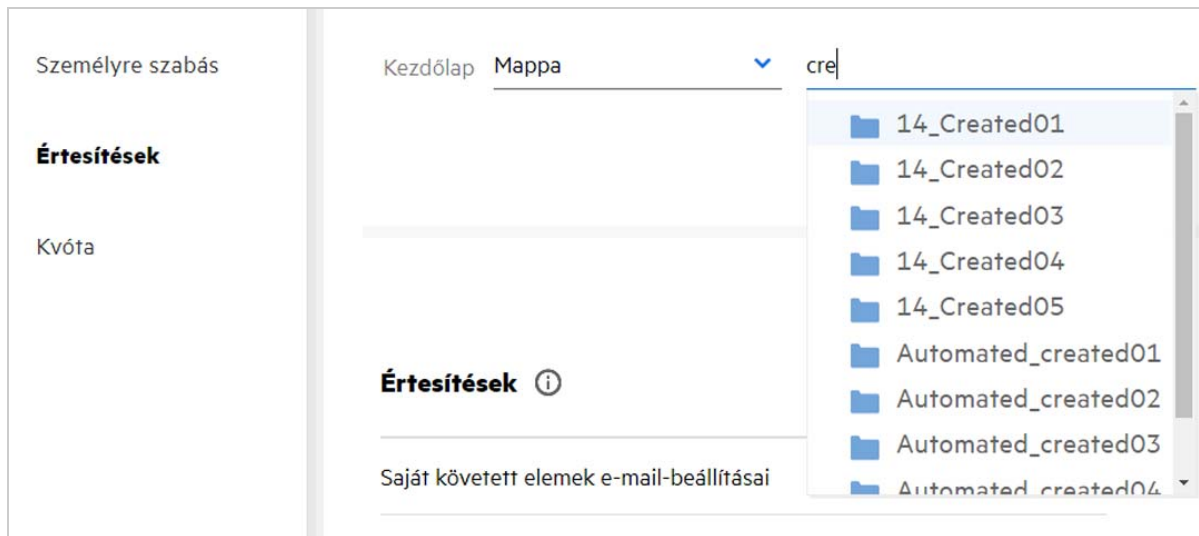 Személyre szabás
Értesítések
Kvóta
Kezdőlap Mappa cre
14_Created01
14_Created02
14_Created03
14_Created04
14_Created05
Automated_created01
Automated_created02
Automated_created03
Automated_created04
Értesítések
Saját követett elemek e-mail-beállításai